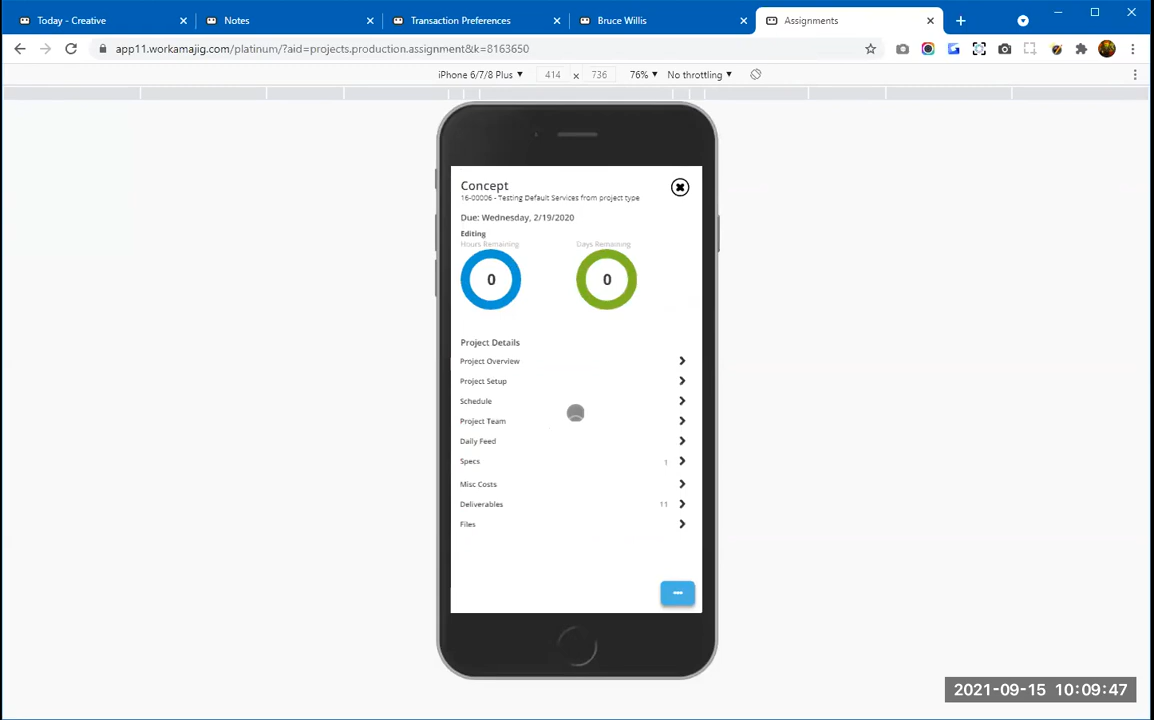 Today - Creative
Notes
Transaction Preferences
Bruce Willis
Assignments
app11.workamajig.com/platinum/?aid=projects.production.assignment&k=8163650
iPhone 6/7/8 Plus ▼ 414 x 736 76% ▼ No throttling ▼
Concept
16-00006 - Testing Default Services from project type
Due: Wednesday, 2/19/2020
Editing
Hours Remaining Days Remaining
0 0
Project Details
Project Overview
Project Setup
Schedule
Project Team
Daily Feed
Specs 1
Misc Costs
Deliverables 11
Files
2021-09-15 10:09:47